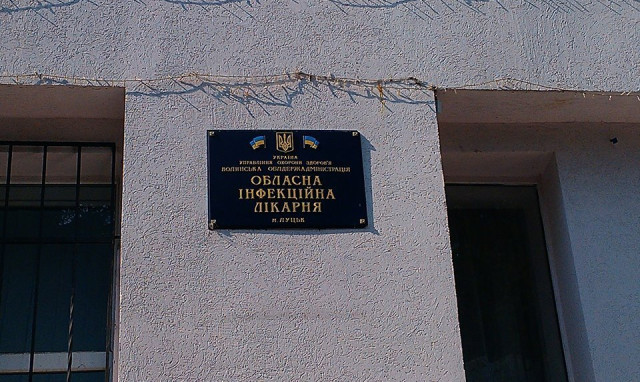 УКРАЇНА
УПРАВЛІННЯ ОХОРОНИ ЗДОРОВ'Я
ВОЛИНСЬКА ОБЛДЕРЖАДМІНІСТРАЦІЯ
ОБЛАСНА
ІНФЕКЦІЙНА
ЛІКАРНЯ
м. ЛУЦЬК